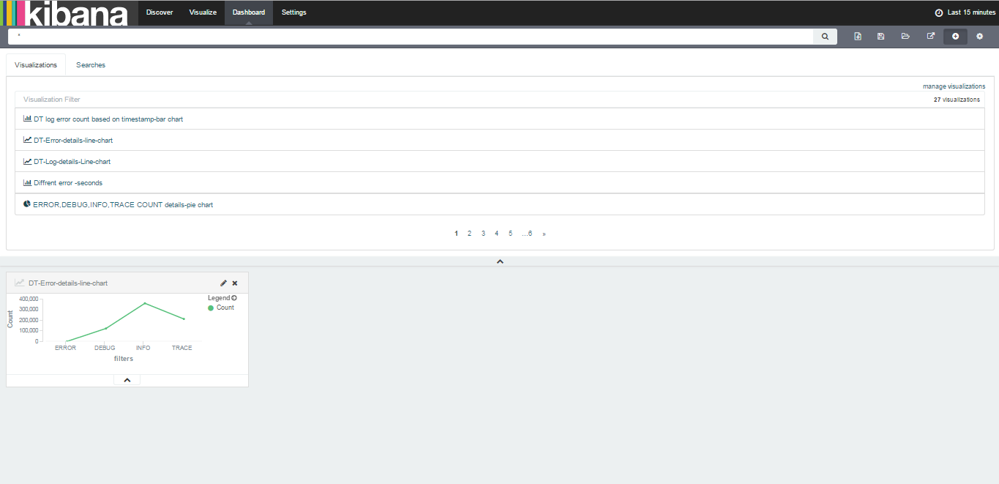 kibana Discover Visualize Dashboard Settings Last 15 minutes
*
Visualizations Searches
manage visualizations
Visualization Filter 27 visualizations
DT log error count based on timestamp-bar chart
DT-Error-details-line-chart
DT-Log-details-Line-chart
Diffrent error -seconds
ERROR,DEBUG,INFO,TRACE COUNT details-pie chart
1 2 3 4 5 ...6 »
DT-Error-details-line-chart
Legend
Count
400,000
300,000
200,000
100,000
0
Count
ERROR DEBUG INFO TRACE
filters